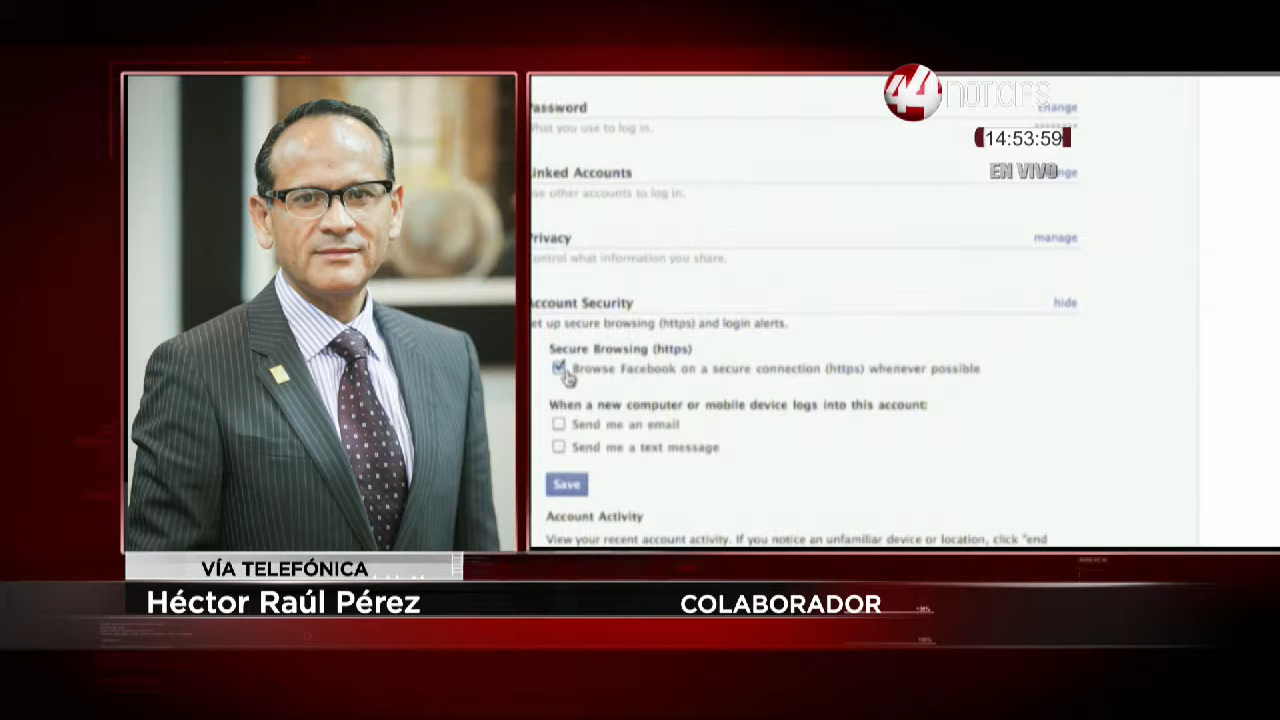 44 NOTICIAS
Password
change
What you use to log in.
14:53:59
EN VIVO
Linked Accounts
Use other accounts to log in.
Privacy
manage
Control what information you share.
Account Security
hide
et up secure browsing (https) and login alerts.
Secure Browsing (https)
Browse Facebook on a secure connection (https) whenever possible
When a new computer or mobile device logs into this account:
Send me an email
Send me a text message
Save
Account Activity
View your recent account activity. If you notice an unfamiliar device or location, click "end
VÍA TELEFÓNICA
Héctor Raúl Pérez
COLABORADOR